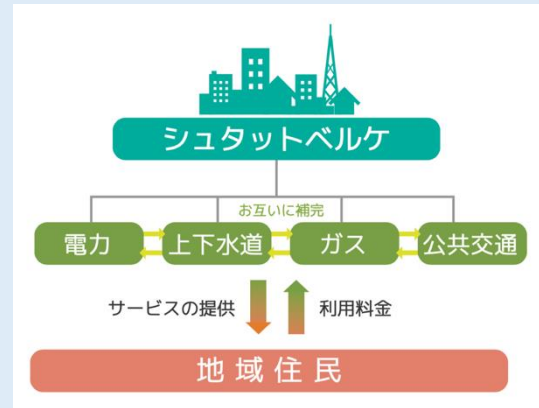 シュタットベルケ
お互いに補完
電力 上下水道 ガス 公共交通
サービスの提供 利用料金
地域住民